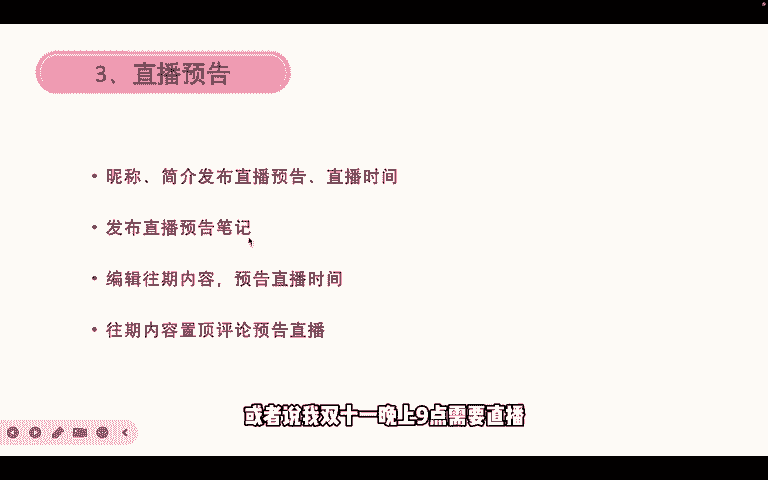 3、直播预告
• 昵称、简介发布直播预告、直播时间
• 发布直播预告笔记
• 编辑往期内容，预告直播时间
• 往期内容置顶评论预告直播
或者说我双十一晚上9点需要直播